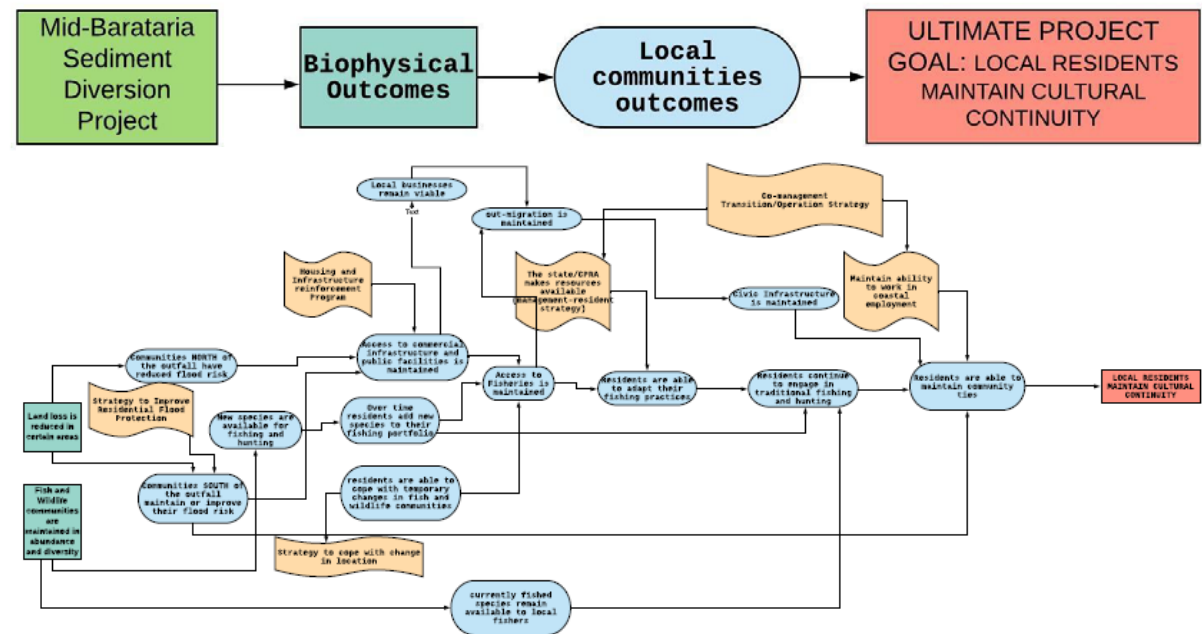 Mid-Barataria
Sediment
Diversion
Project
Biophysical
Outcomes
Local
communities
outcomes
ULTIMATE PROJECT
GOAL: LOCAL RESIDENTS
MAINTAIN CULTURAL
CONTINUITY
Local businesses
remain viable
Text
out-migration is
maintained
Co-management
Transition/Operation Strategy
Housing and
Infrastructure
reinforcement
Program
The state/CPRA
makes resources
available
(management-resident
strategy)
Maintain ability
to work in
coastal
employment
Civic Infrastructure
is maintained
Communities NORTH of
the outfall have
reduced flood risk
Access to commercial
infrastructure and
public facilities is
maintained
Access to
Fisheries is
maintained
Residents are able
to adapt their
fishing practices
Residents continue
to engage in
traditional fishing
and hunting
Residents are able to
maintain community
ties
LOCAL RESIDENTS
MAINTAIN CULTURAL
CONTINUITY
Strategy to Improve
Residential Flood
Protection
Land loss is
reduced in
certain areas
New species are
available for
fishing and
hunting
Over time
residents add new
species to their
fishing portfolio
Communities SOUTH of
the outfall
maintain or improve
their flood risk
residents are able to
cope with temporary
changes in fish and
wildlife communities
Fish and
Wildlife
communities
are
maintained in
abundance
and diversity
Strategy to cope with change
in location
currently fished
species remain
available to local
fishers